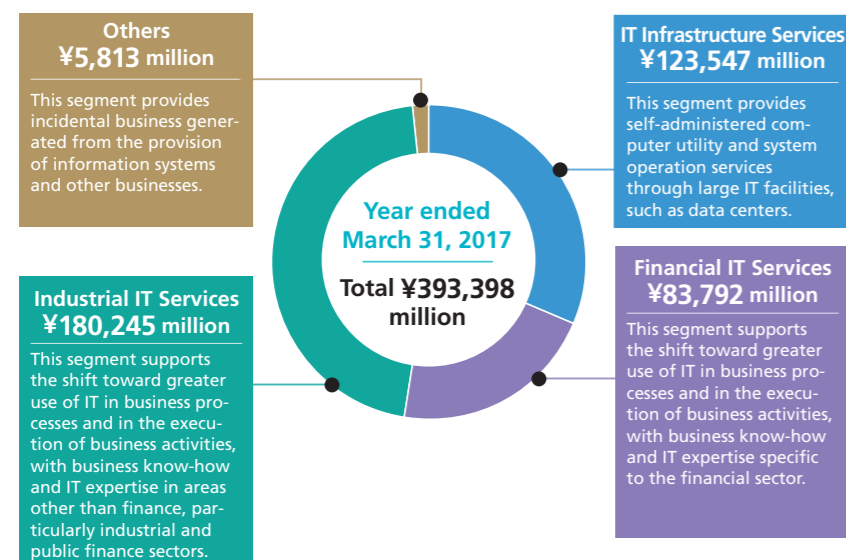 Others
¥5,813 million
This segment provides
incidental business gener-
ated from the provision
of information systems
and other businesses.
IT Infrastructure Services
¥123,547 million
This segment provides
self-administered com-
puter utility and system
operation services
through large IT facilities,
such as data centers.
Year ended
March 31, 2017
Total ¥393,398
million
Industrial IT Services
¥180,245 million
This segment supports
the shift toward greater
use of IT in business pro-
cesses and in the execu-
tion of business activities,
with business know-how
and IT expertise in areas
other than finance, par-
ticularly industrial and
public finance sectors.
Financial IT Services
¥83,792 million
This segment supports
the shift toward greater
use of IT in business pro-
cesses and in the execu-
tion of business activities,
with business know-how
and IT expertise specific
to the financial sector.